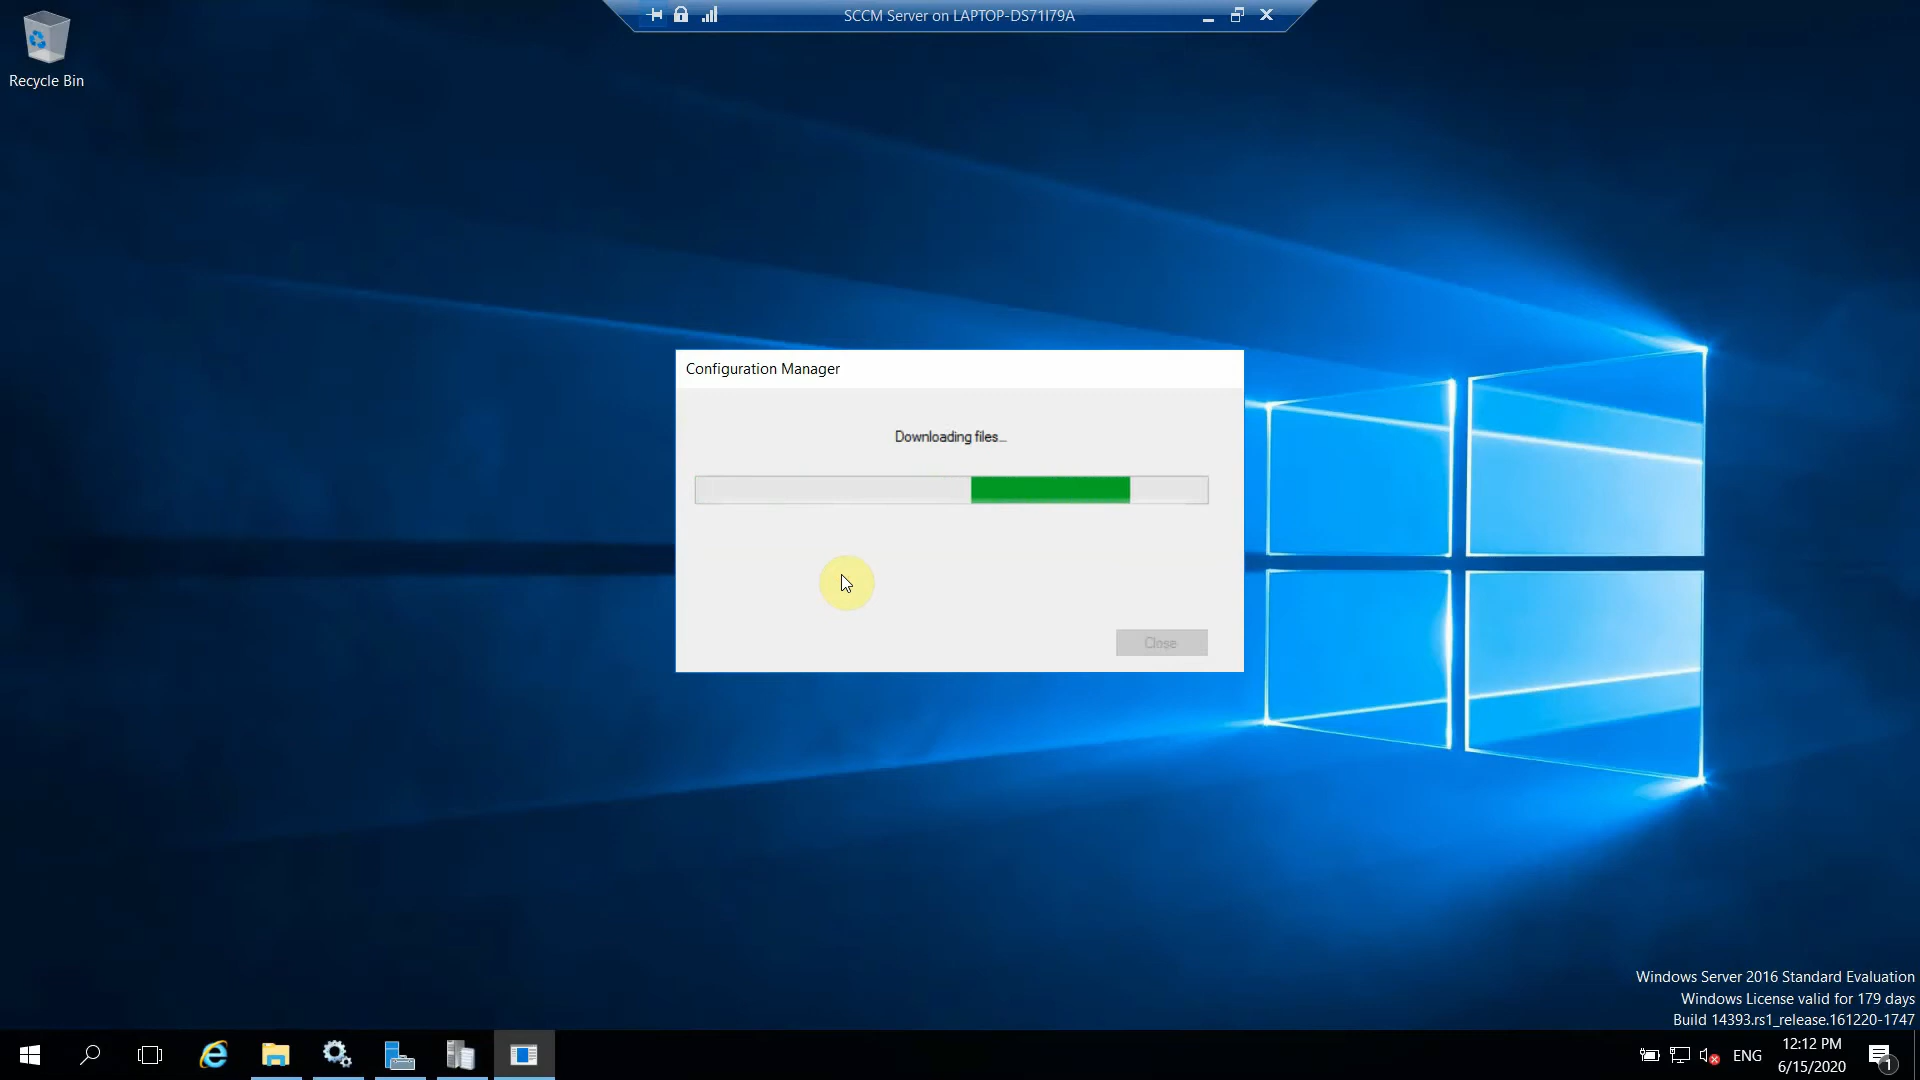 SCCM Server on LAPTOP-DS71I79A
Recycle Bin
Configuration Manager
Downloading files...
Close
Windows Server 2016 Standard Evaluation
Windows License valid for 179 days
Build 14393.rs1_release.161220-1747
ENG
12:12 PM
6/15/2020
1